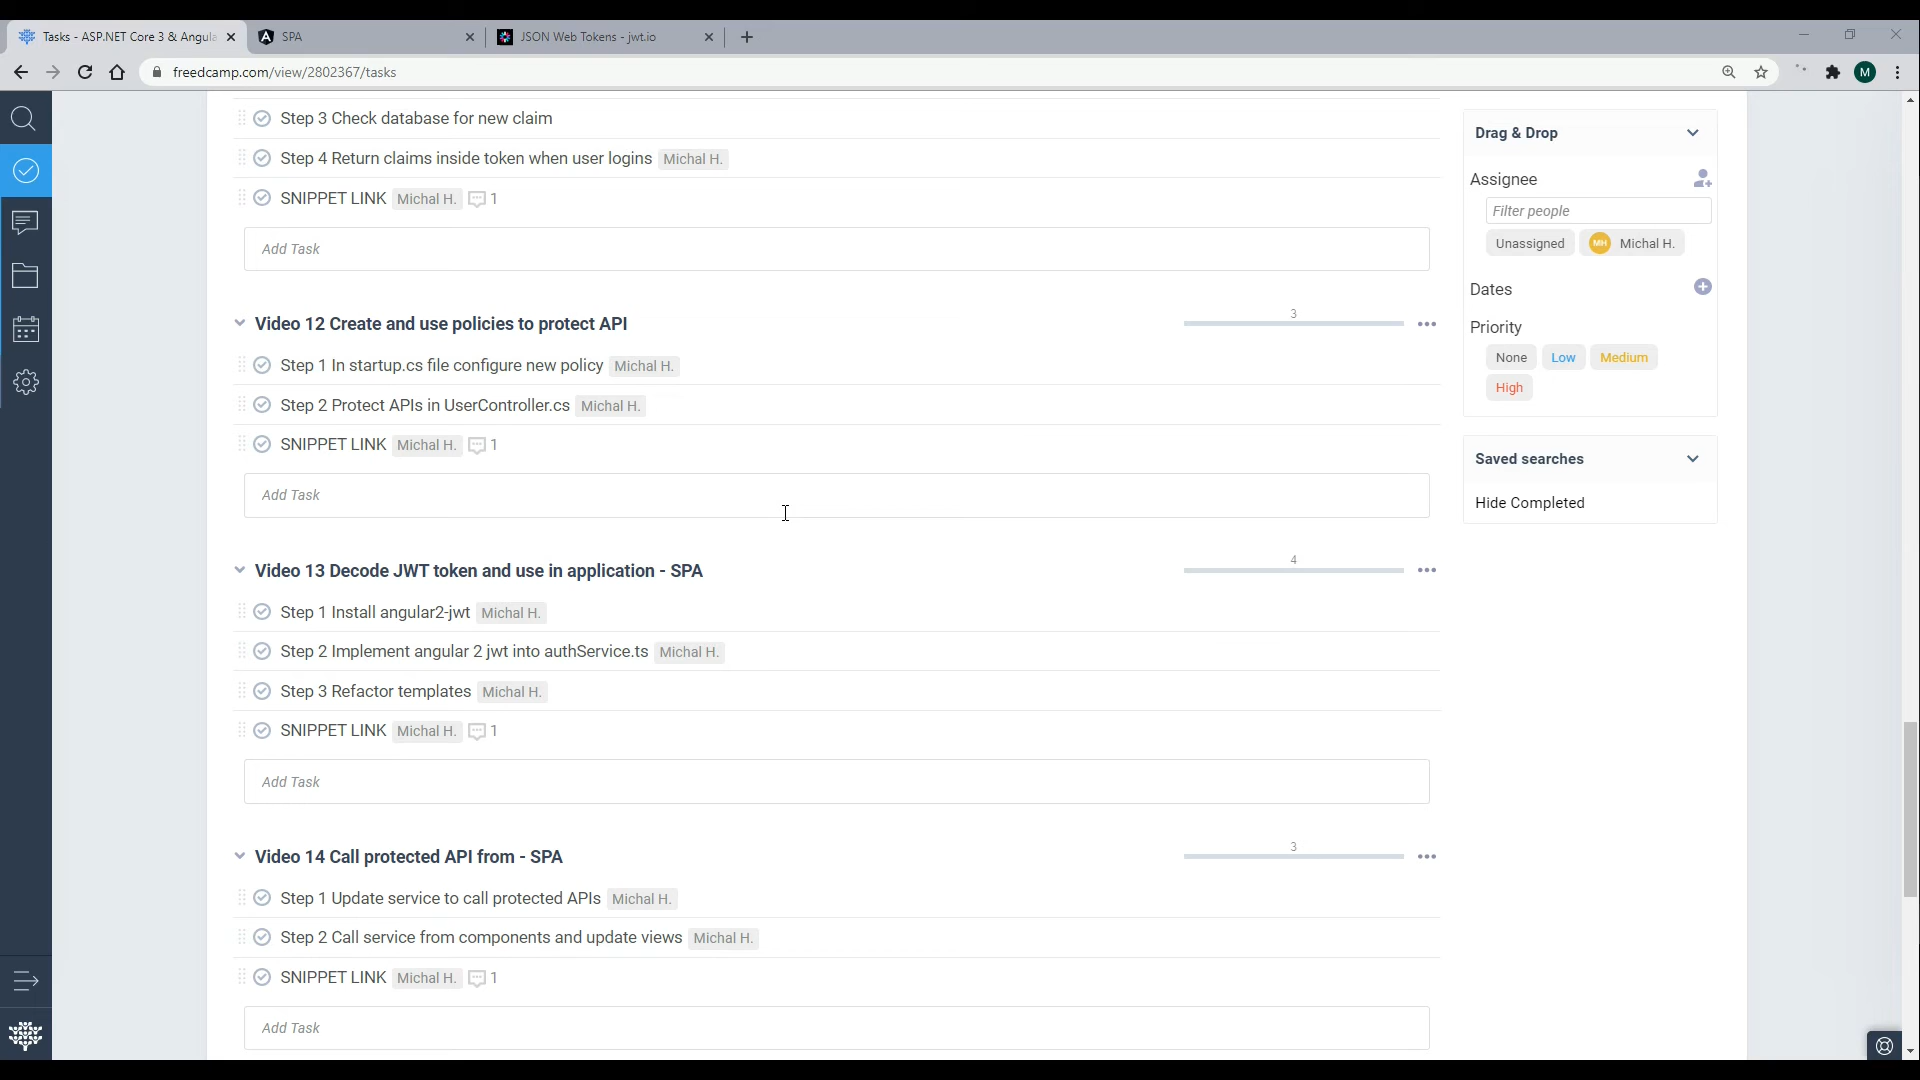 Tasks - ASP.NET Core 3 & Angula
SPA
JSON Web Tokens - jwt.io
freedcamp.com/view/2802367/tasks
M
Step 3 Check database for new claim
Step 4 Return claims inside token when user logins Michal H.
SNIPPET LINK Michal H. 1
Add Task
Video 12 Create and use policies to protect API 3
Step 1 In startup.cs file configure new policy Michal H.
Step 2 Protect APIs in UserController.cs Michal H.
SNIPPET LINK Michal H. 1
Add Task
Video 13 Decode JWT token and use in application - SPA 4
Step 1 Install angular2-jwt Michal H.
Step 2 Implement angular 2 jwt into authService.ts Michal H.
Step 3 Refactor templates Michal H.
SNIPPET LINK Michal H. 1
Add Task
Video 14 Call protected API from - SPA 3
Step 1 Update service to call protected APIs Michal H.
Step 2 Call service from components and update views Michal H.
SNIPPET LINK Michal H. 1
Add Task
Drag & Drop
Assignee
Filter people
Unassigned MH Michal H.
Dates
Priority
None Low Medium
High
Saved searches
Hide Completed